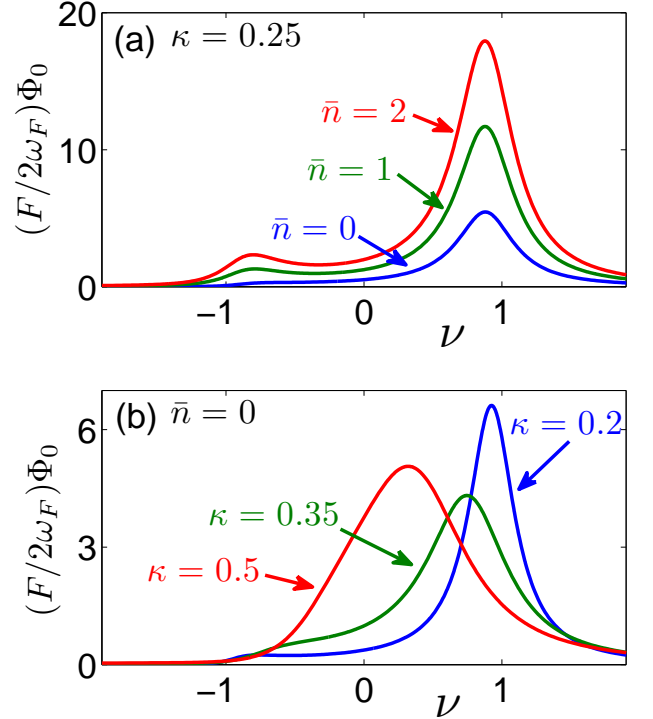 (a) κ = 0.25
(F/2ω_F)Φ_0
20
10
0
n̄ = 2
n̄ = 1
n̄ = 0
−1 0 1
ν
(b) n̄ = 0
(F/2ω_F)Φ_0
6
3
0
κ = 0.2
κ = 0.35
κ = 0.5
−1 0 1
ν